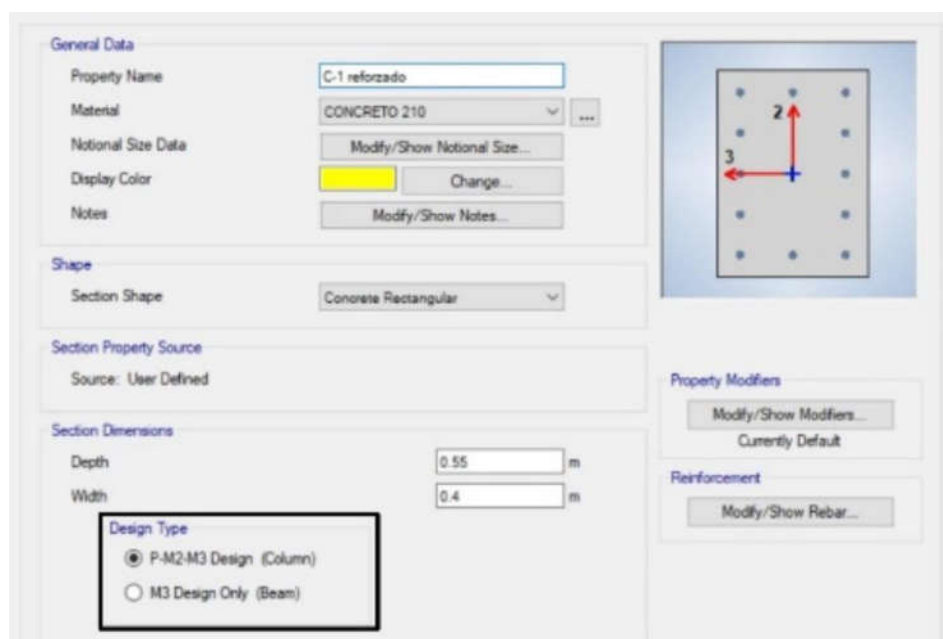 General Data
Property Name C-1 reforzado
Material CONCRETO 210 ...
Notional Size Data Modify/Show Notional Size...
Display Color Change...
Notes Modify/Show Notes...
2
3
Shape
Section Shape Concrete Rectangular
Section Property Source
Source: User Defined
Property Modifiers
Modify/Show Modifiers...
Currently Default
Section Dimensions
Depth 0.55 m
Width 0.4 m
Reinforcement
Modify/Show Rebar...
Design Type
P-M2-M3 Design (Column)
M3 Design Only (Beam)